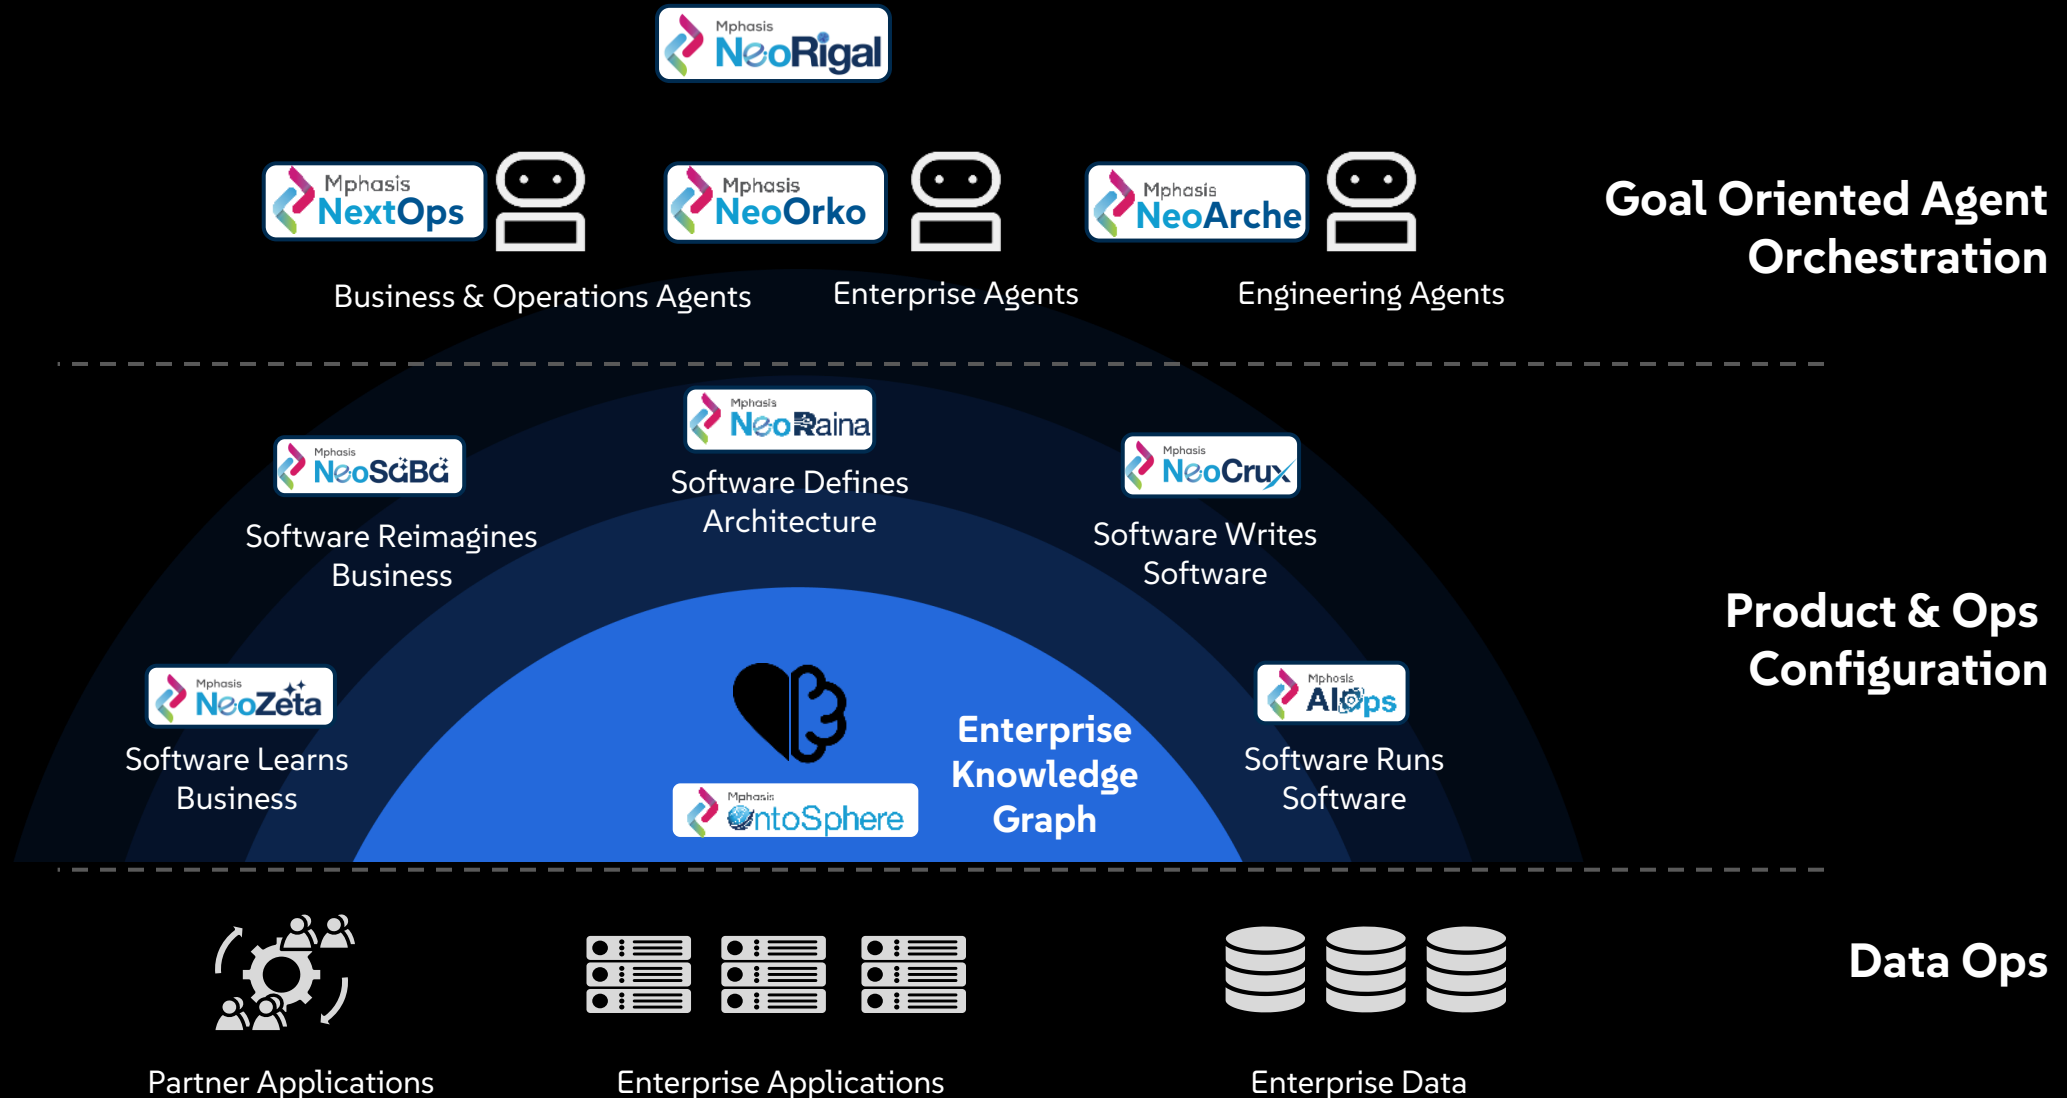 Mphasis
NeoRigal
Mphasis
NextOps
Mphasis
NeoOrko
Mphasis
NeoArche
Goal Oriented Agent
Orchestration
Business & Operations Agents
Enterprise Agents
Engineering Agents
Mphasis
NeoRaina
Mphasis
NeoSaBa
Mphasis
NeoCrux
Software Defines
Architecture
Software Reimagines
Business
Software Writes
Software
Product & Ops
Configuration
Mphasis
NeoZeta
Mphasis
AIOps
Software Learns
Business
Enterprise
Knowledge
Graph
Mphasis
OntoSphere
Software Runs
Software
Data Ops
Partner Applications
Enterprise Applications
Enterprise Data